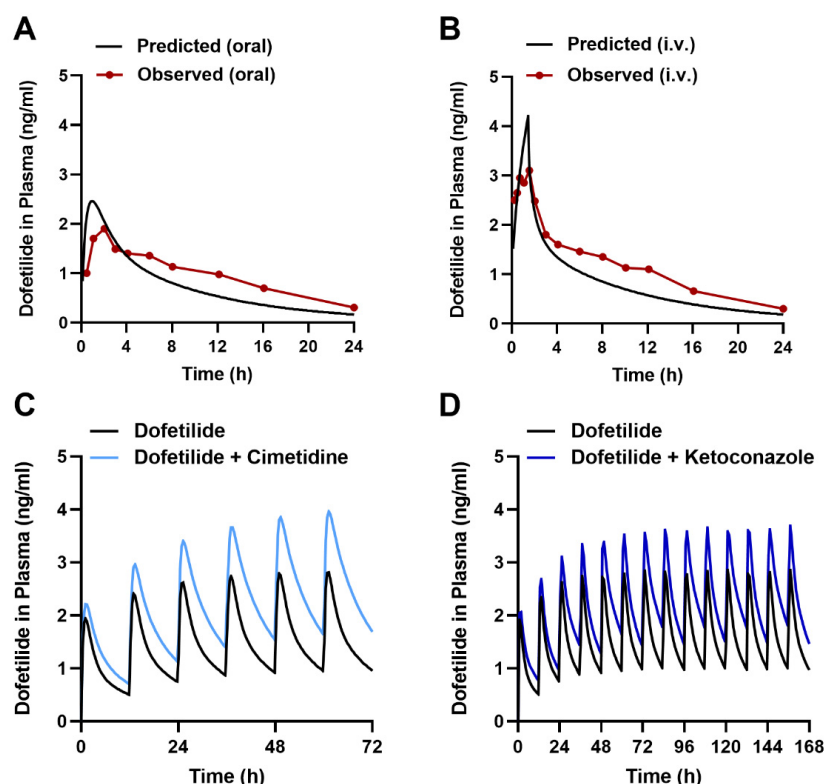 A
Predicted (oral)
Observed (oral)
Dofetilide in Plasma (ng/ml)
5
4
3
2
1
0
0 4 8 12 16 20 24
Time (h)
B
Predicted (i.v.)
Observed (i.v.)
Dofetilide in Plasma (ng/ml)
5
4
3
2
1
0
0 4 8 12 16 20 24
Time (h)
C
Dofetilide
Dofetilide + Cimetidine
Dofetilide in Plasma (ng/ml)
5
4
3
2
1
0
0 24 48 72
Time (h)
D
Dofetilide
Dofetilide + Ketoconazole
Dofetilide in Plasma (ng/ml)
5
4
3
2
1
0
0 24 48 72 96 120 144 168
Time (h)